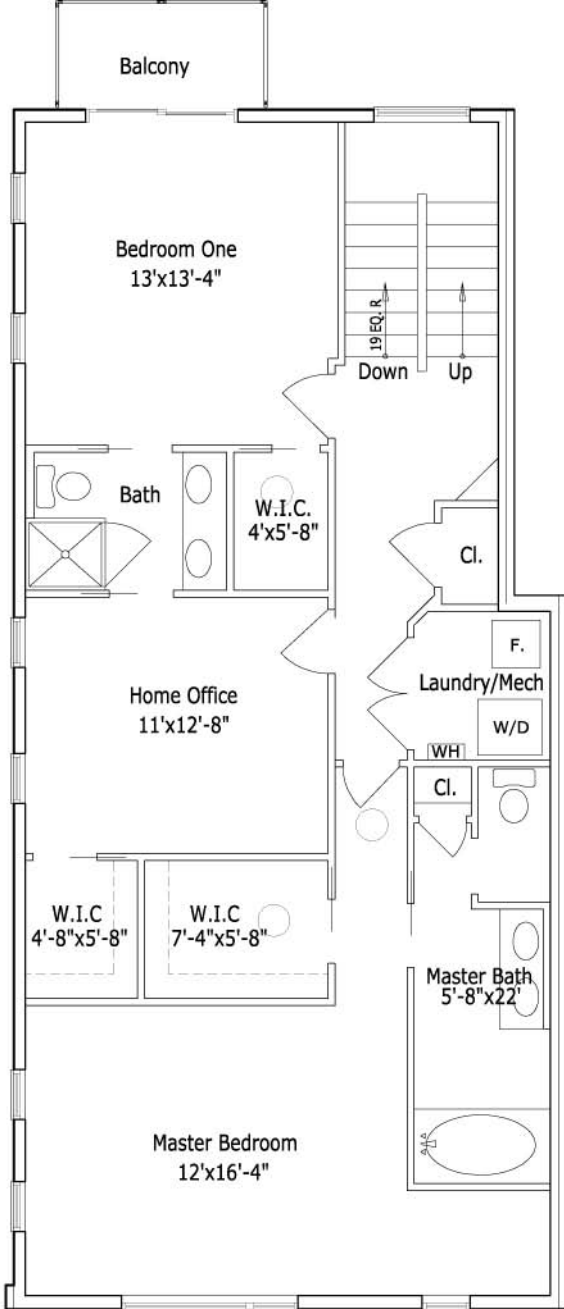 Balcony
Bedroom One
13'x13'-4"
19 EQ. R
Down
Up
Bath
W.I.C.
4'x5'-8"
Cl.
F.
Home Office
11'x12'-8"
Laundry/Mech
W/D
WH
Cl.
W.I.C
4'-8"x5'-8"
W.I.C
7'-4"x5'-8"
Master Bath
5'-8"x22'
Master Bedroom
12'x16'-4"